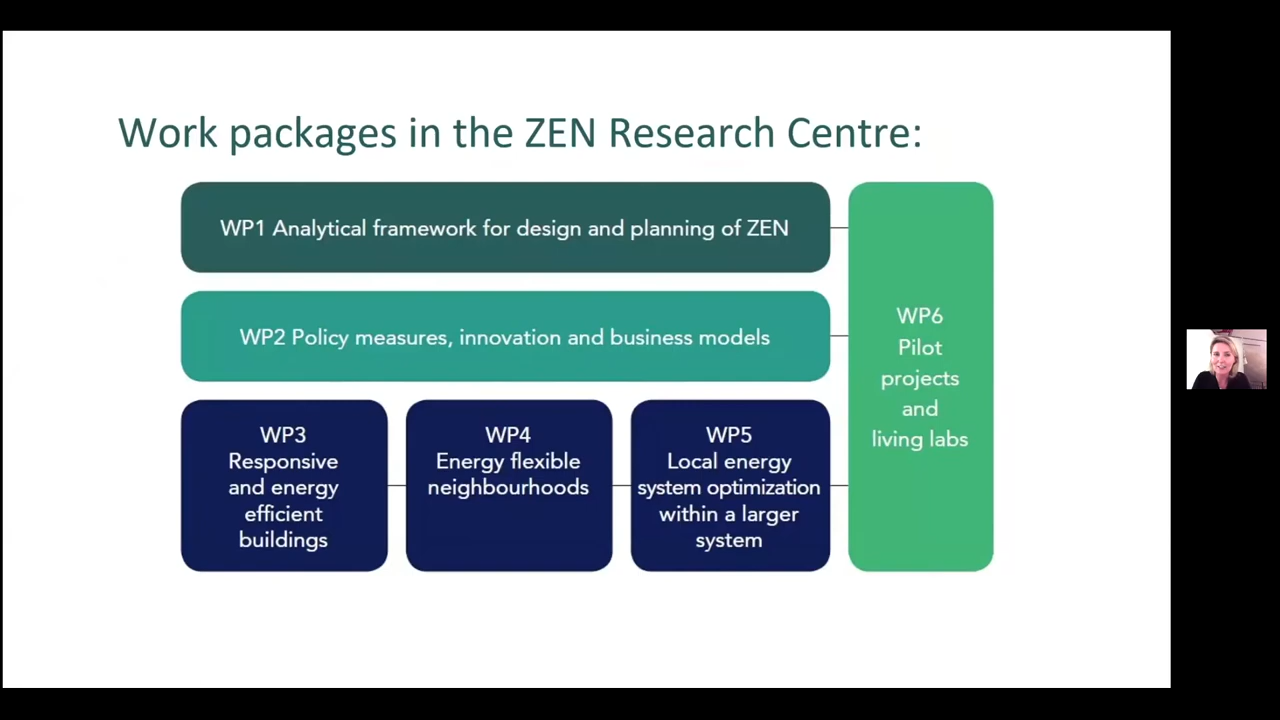 Work packages in the ZEN Research Centre:
WP1 Analytical framework for design and planning of ZEN
WP2 Policy measures, innovation and business models
WP3
Responsive
and energy
efficient
buildings
WP4
Energy flexible
neighbourhoods
WP5
Local energy
system optimization
within a larger
system
WP6
Pilot
projects
and
living labs